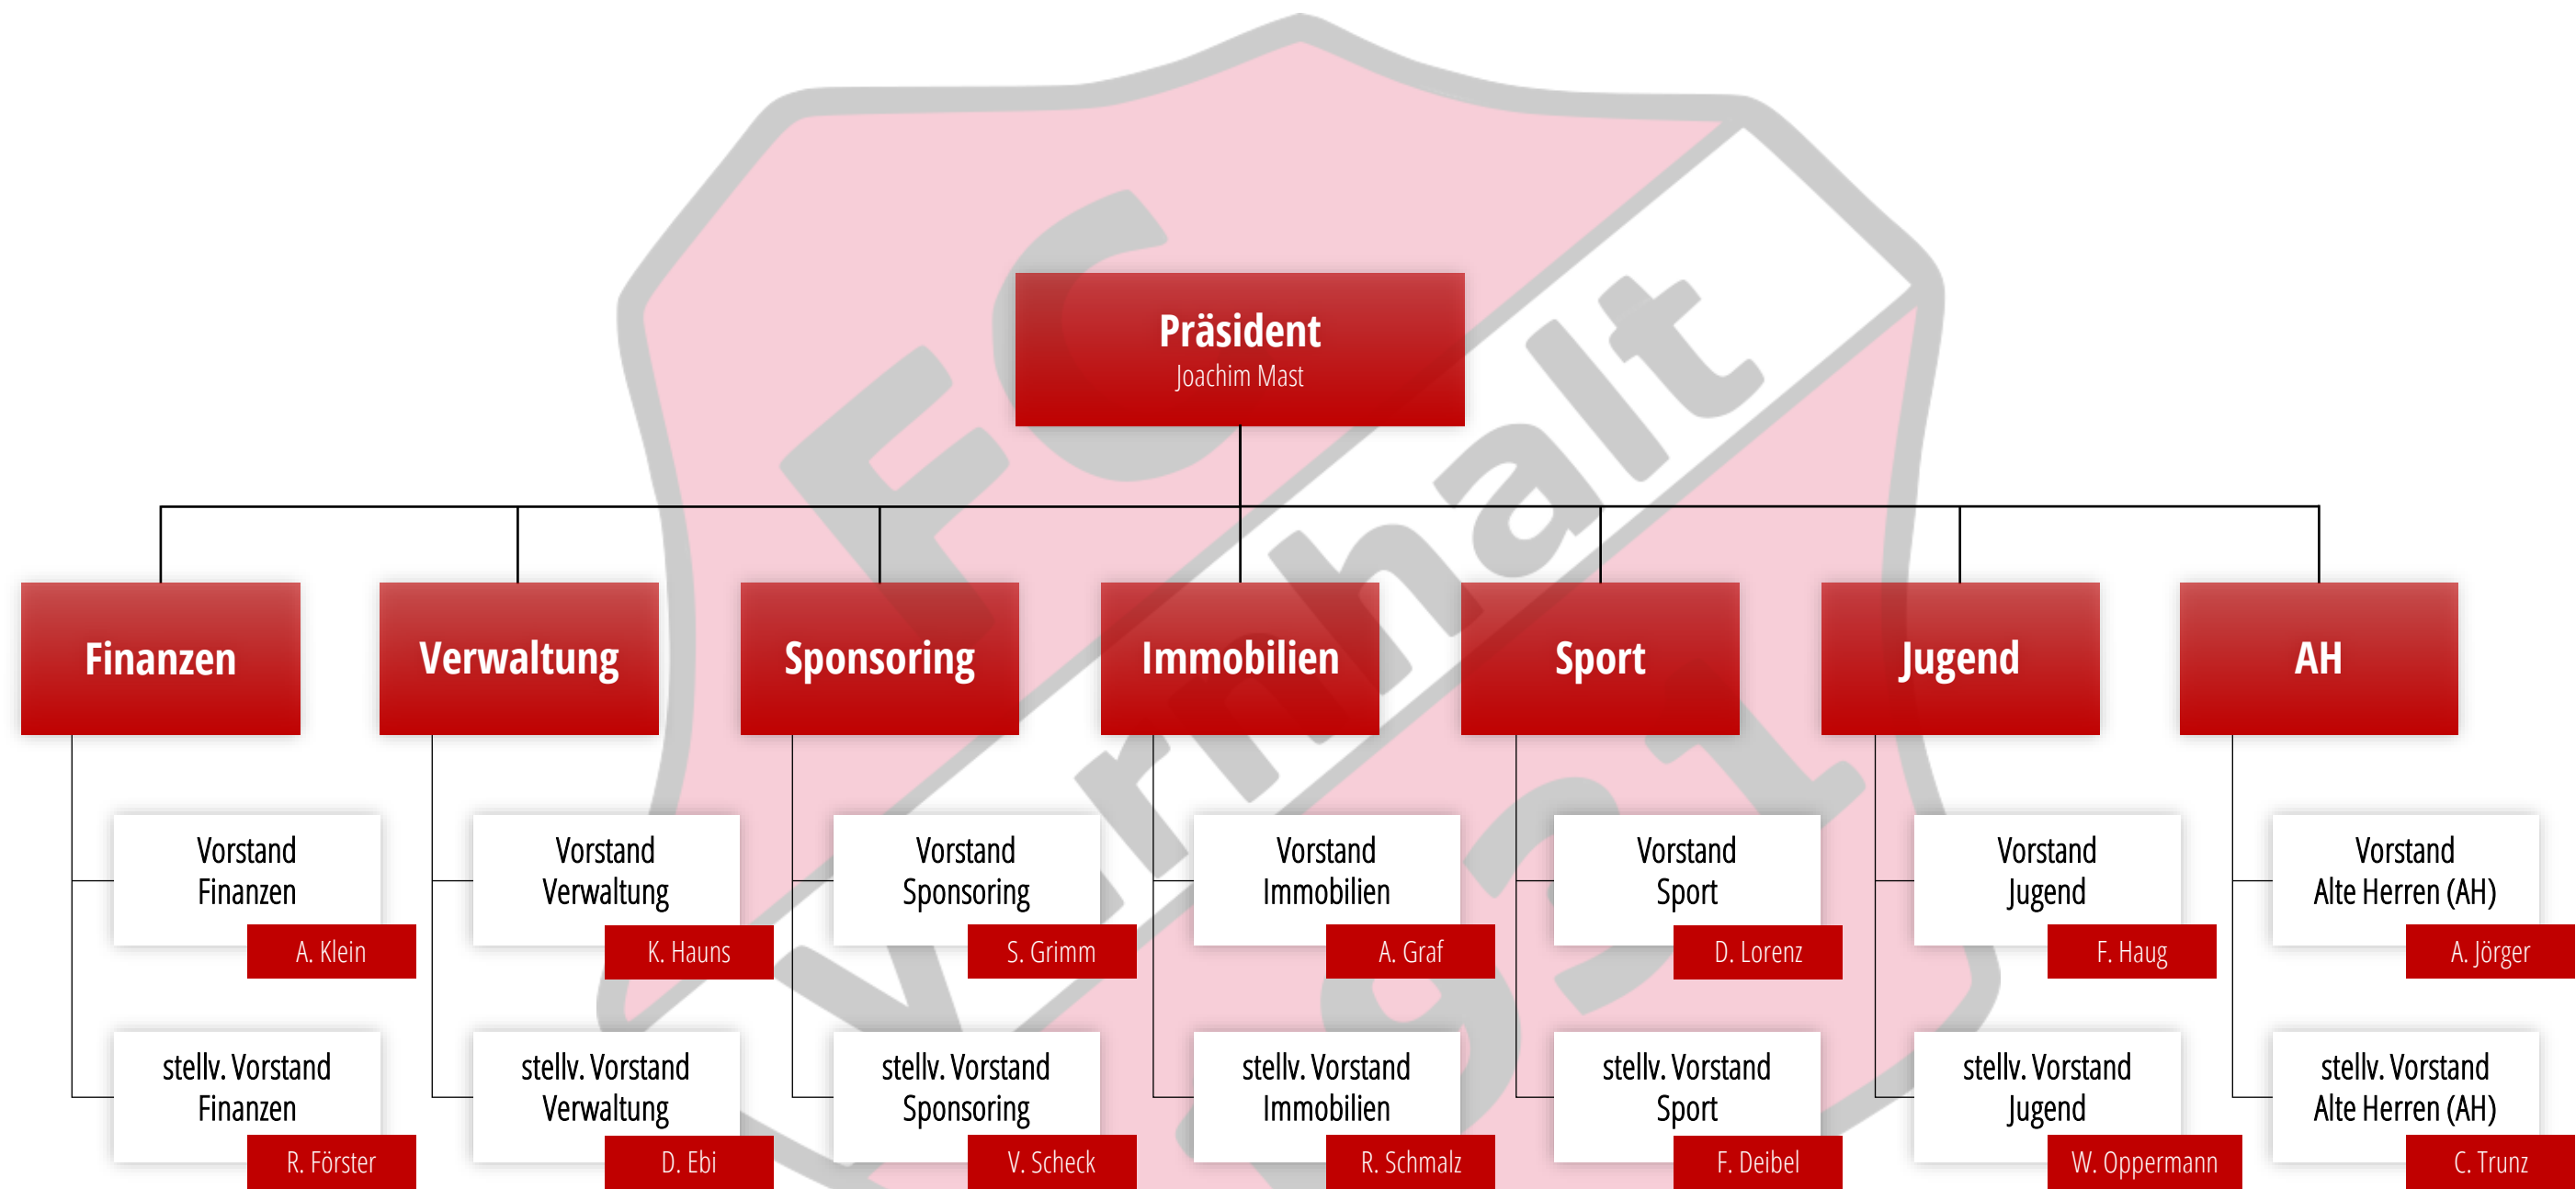 FC
Varnhalt
1931
Präsident
Joachim Mast
Finanzen
Verwaltung
Sponsoring
Immobilien
Sport
Jugend
AH
Vorstand
Finanzen
A. Klein
Vorstand
Verwaltung
K. Hauns
Vorstand
Sponsoring
S. Grimm
Vorstand
Immobilien
A. Graf
Vorstand
Sport
D. Lorenz
Vorstand
Jugend
F. Haug
Vorstand
Alte Herren (AH)
A. Jörger
stellv. Vorstand
Finanzen
R. Förster
stellv. Vorstand
Verwaltung
D. Ebi
stellv. Vorstand
Sponsoring
V. Scheck
stellv. Vorstand
Immobilien
R. Schmalz
stellv. Vorstand
Sport
F. Deibel
stellv. Vorstand
Jugend
W. Oppermann
stellv. Vorstand
Alte Herren (AH)
C. Trunz